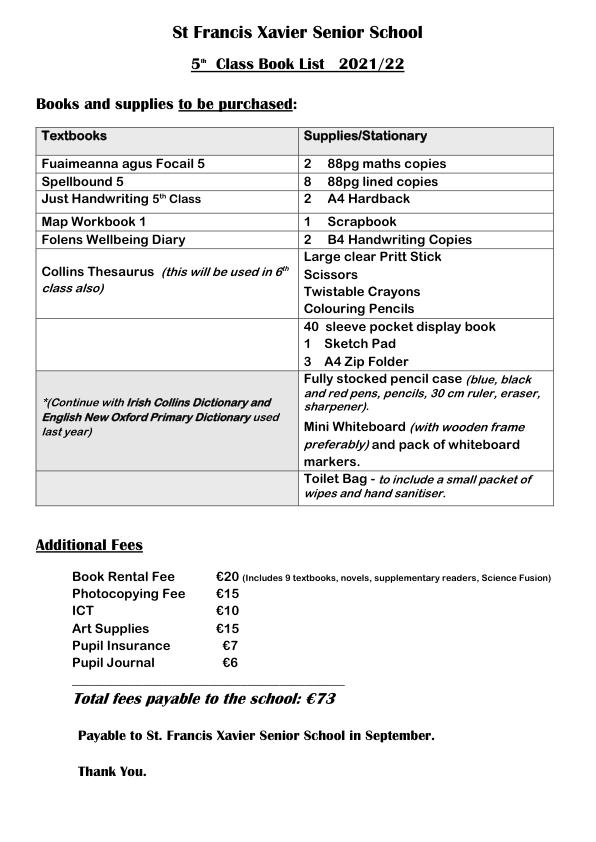 St Francis Xavier Senior School
5th Class Book List 2021/22
Books and supplies to be purchased:
Textbooks
Supplies/Stationary
Fuaimeanna agus Focail 5
2 88pg maths copies
Spellbound 5
8 88pg lined copies
Just Handwriting 5th Class
2 A4 Hardback
Map Workbook 1
1 Scrapbook
Folens Wellbeing Diary
2 B4 Handwriting Copies
Collins Thesaurus (this will be used in 6th
class also)
Large clear Pritt Stick
Scissors
Twistable Crayons
Colouring Pencils
40 sleeve pocket display book
1 Sketch Pad
3 A4 Zip Folder
*(Continue with Irish Collins Dictionary and
English New Oxford Primary Dictionary used
last year)
Fully stocked pencil case (blue, black
and red pens, pencils, 30 cm ruler, eraser,
sharpener).
Mini Whiteboard (with wooden frame
preferably) and pack of whiteboard
markers.
Toilet Bag - to include a small packet of
wipes and hand sanitiser.
Additional Fees
Book Rental Fee €20 (Includes 9 textbooks, novels, supplementary readers, Science Fusion)
Photocopying Fee €15
ICT €10
Art Supplies €15
Pupil Insurance €7
Pupil Journal €6
Total fees payable to the school: €73
Payable to St. Francis Xavier Senior School in September.
Thank You.